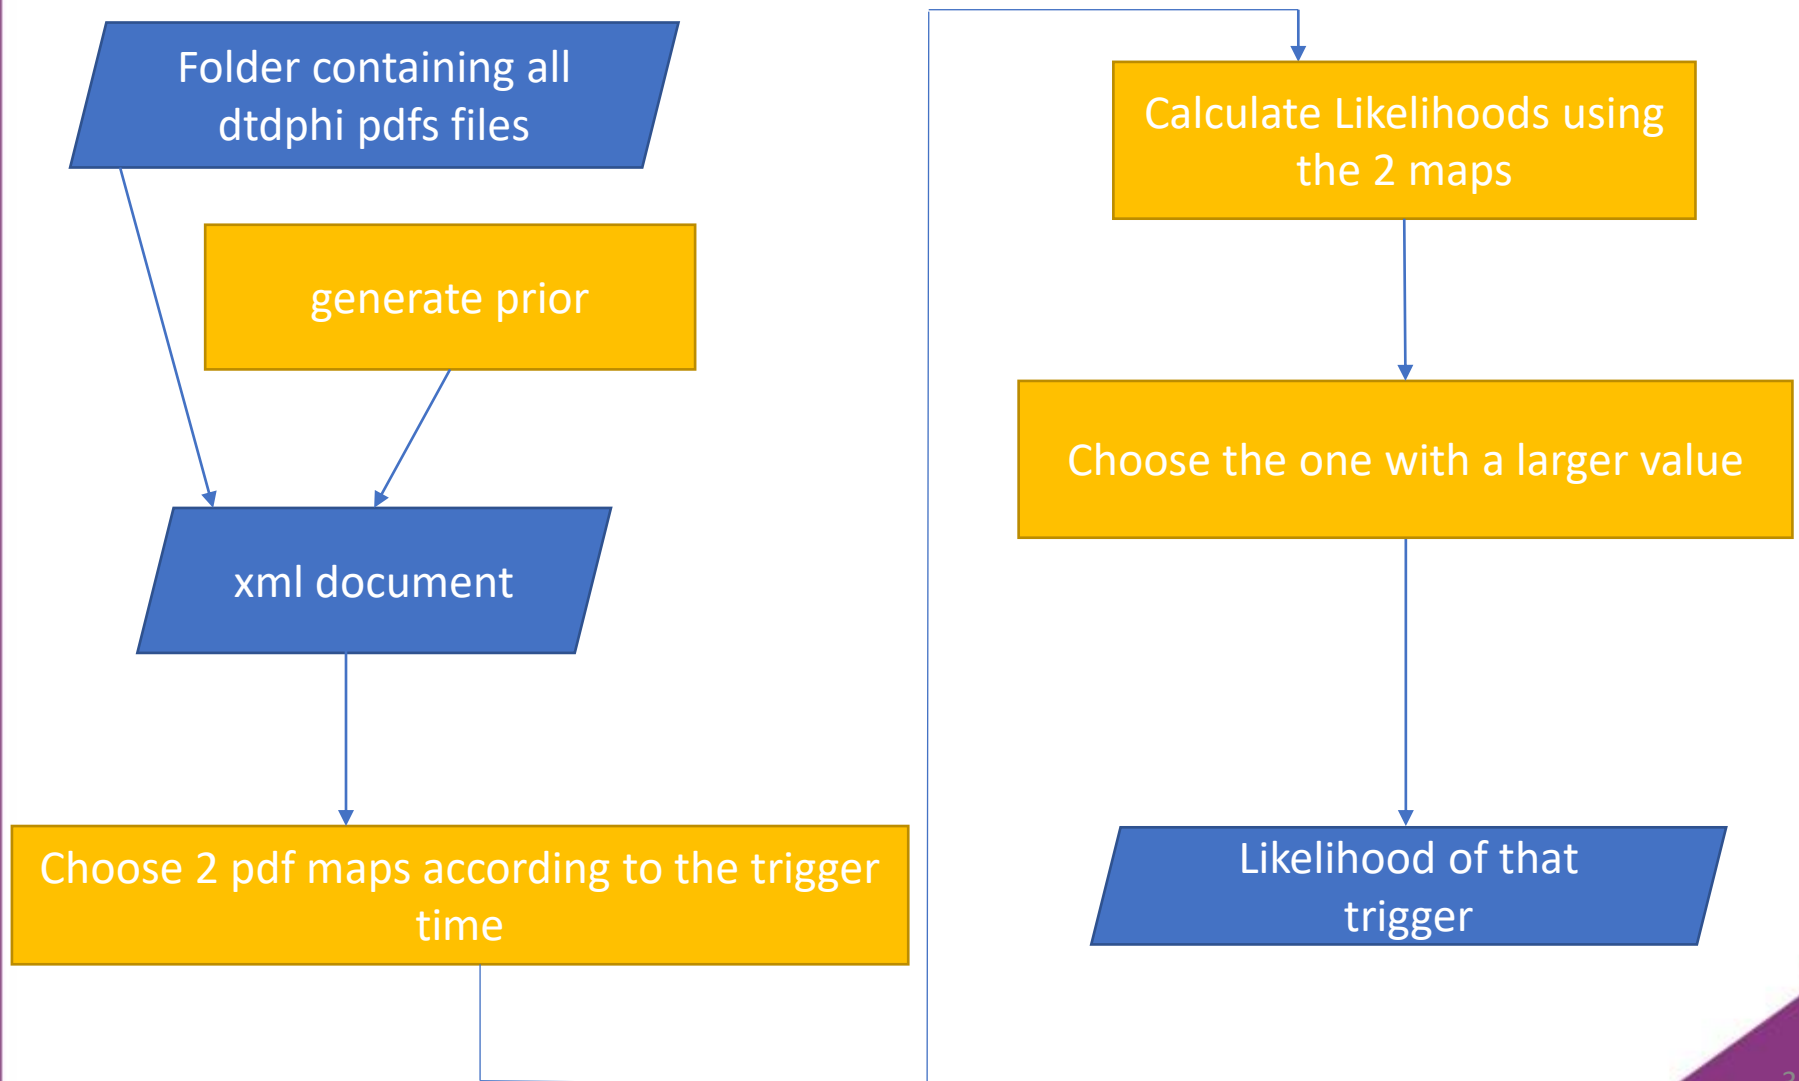 Folder containing all
dtdphi pdfs files
generate prior
xml document
Choose 2 pdf maps according to the trigger
time
Calculate Likelihoods using
the 2 maps
Choose the one with a larger value
Likelihood of that
trigger